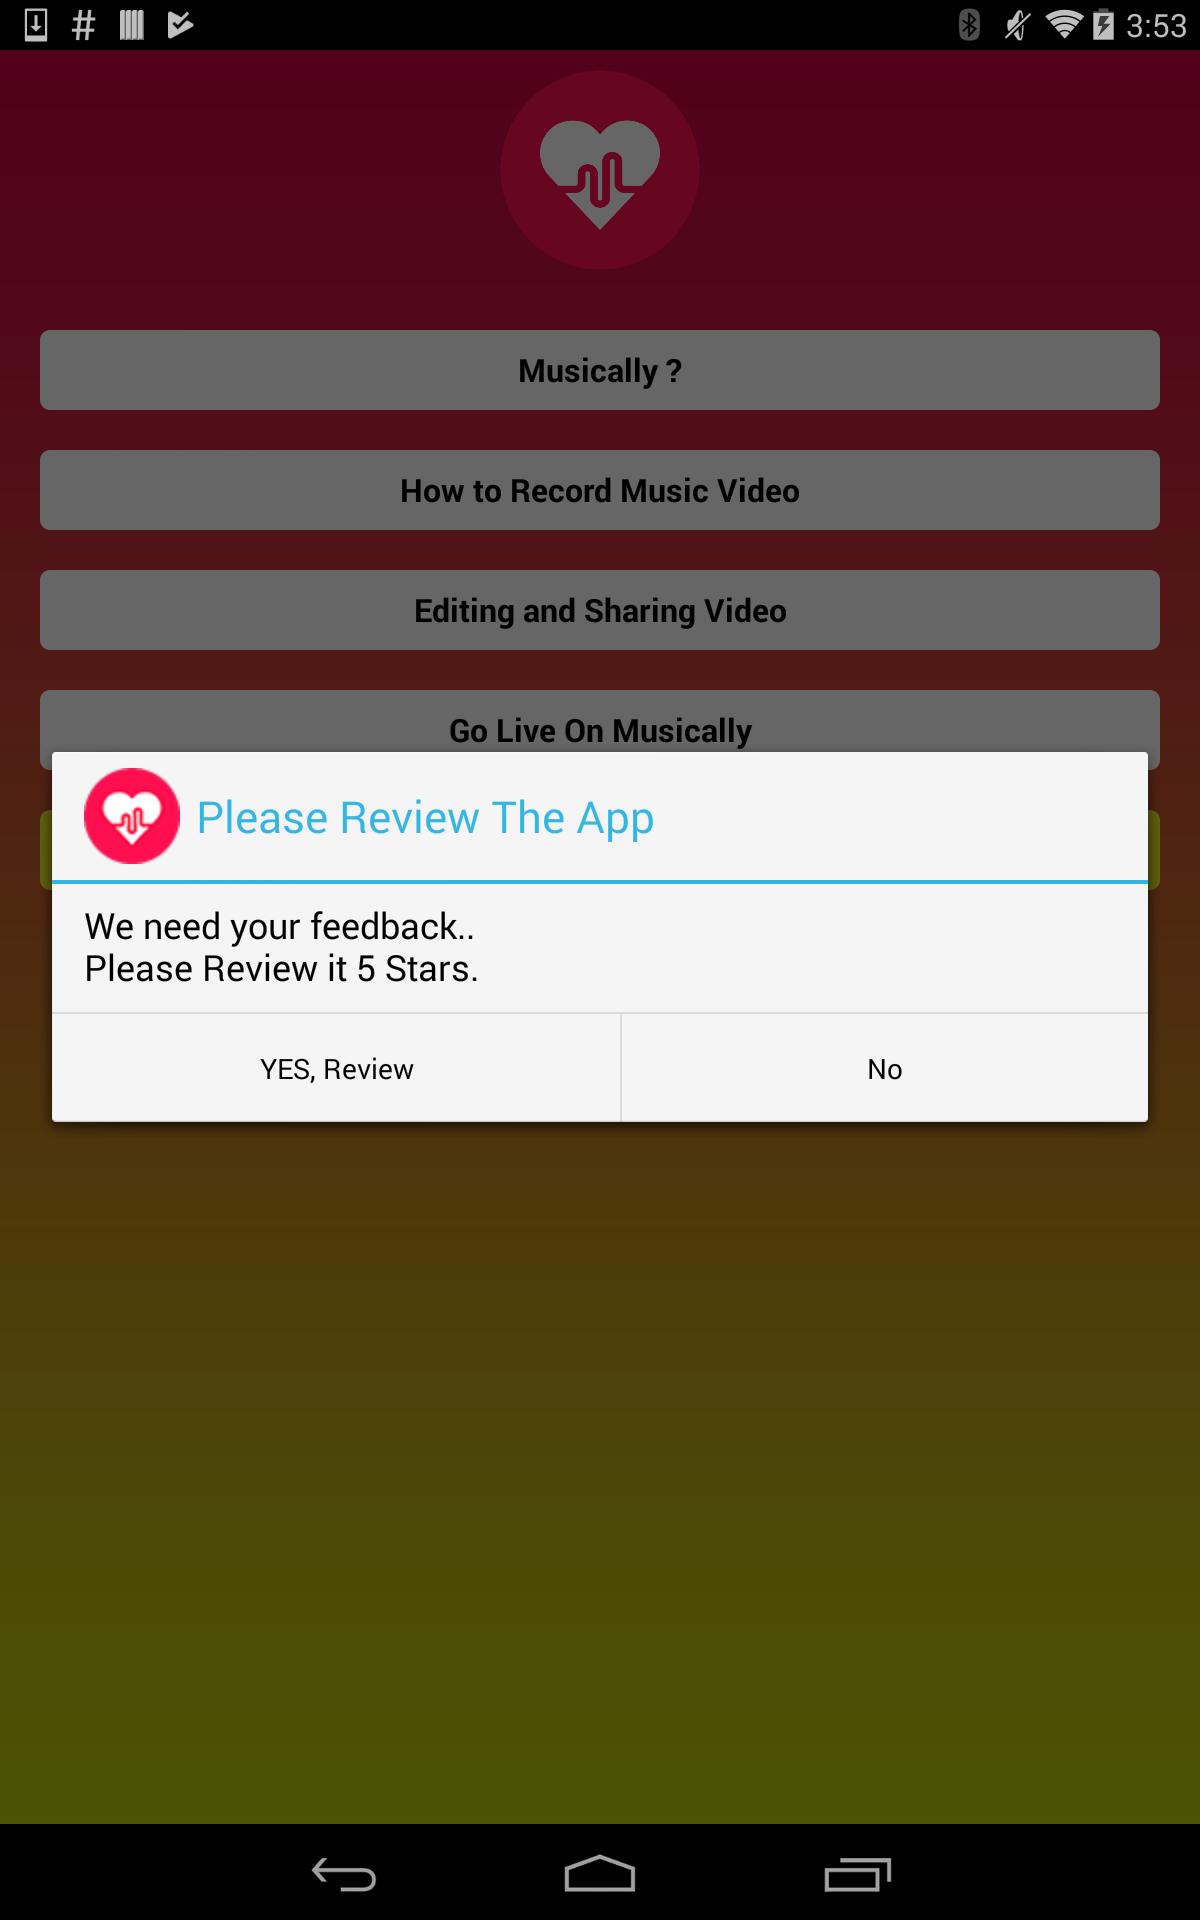 3:53
Musically ?
How to Record Music Video
Editing and Sharing Video
Go Live On Musically
Please Review The App
We need your feedback..
Please Review it 5 Stars.
YES, Review
No